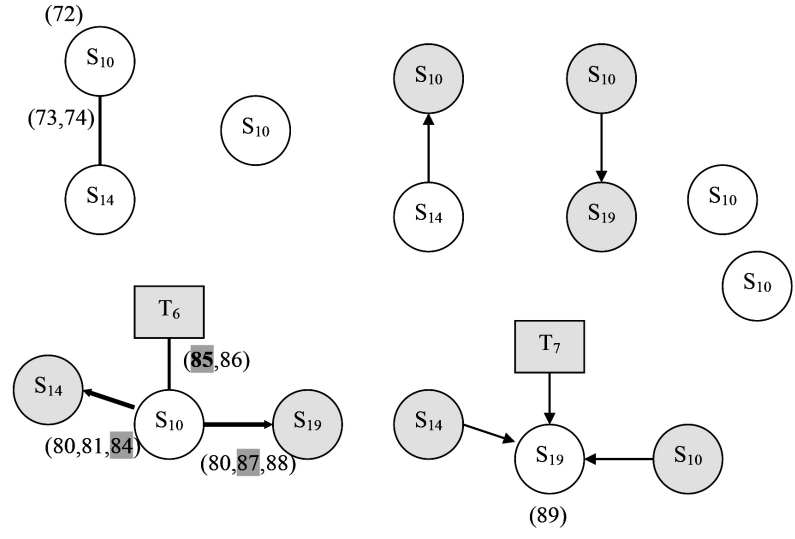 (72)
S10
(73,74)
S10
S14
S10
S10
S14
S19
S10
S10
T6
(85,86)
S14
S10
S19
(80,81,84)
(80,87,88)
T7
S14
S19
S10
(89)